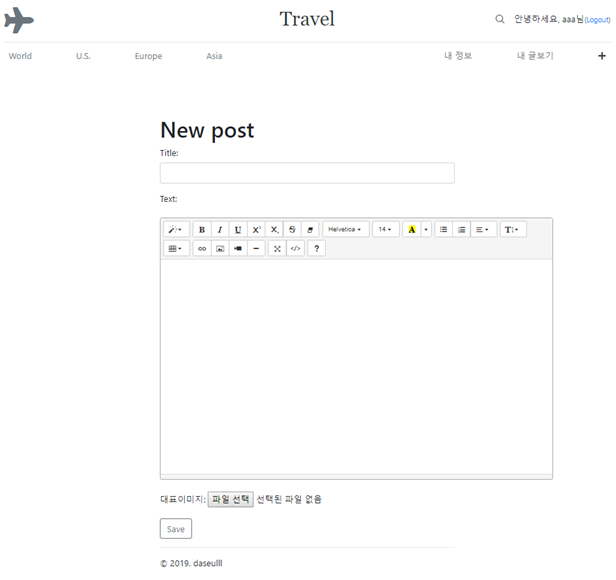 Travel
안녕하세요, aaa님(Logout)
World U.S. Europe Asia 내 정보 내 글보기 +
New post
Title:
Text:
B I U X² X₂ S Helvetica 14 A T
</> ?
대표이미지: 파일 선택 선택된 파일 없음
Save
© 2019. daseulll